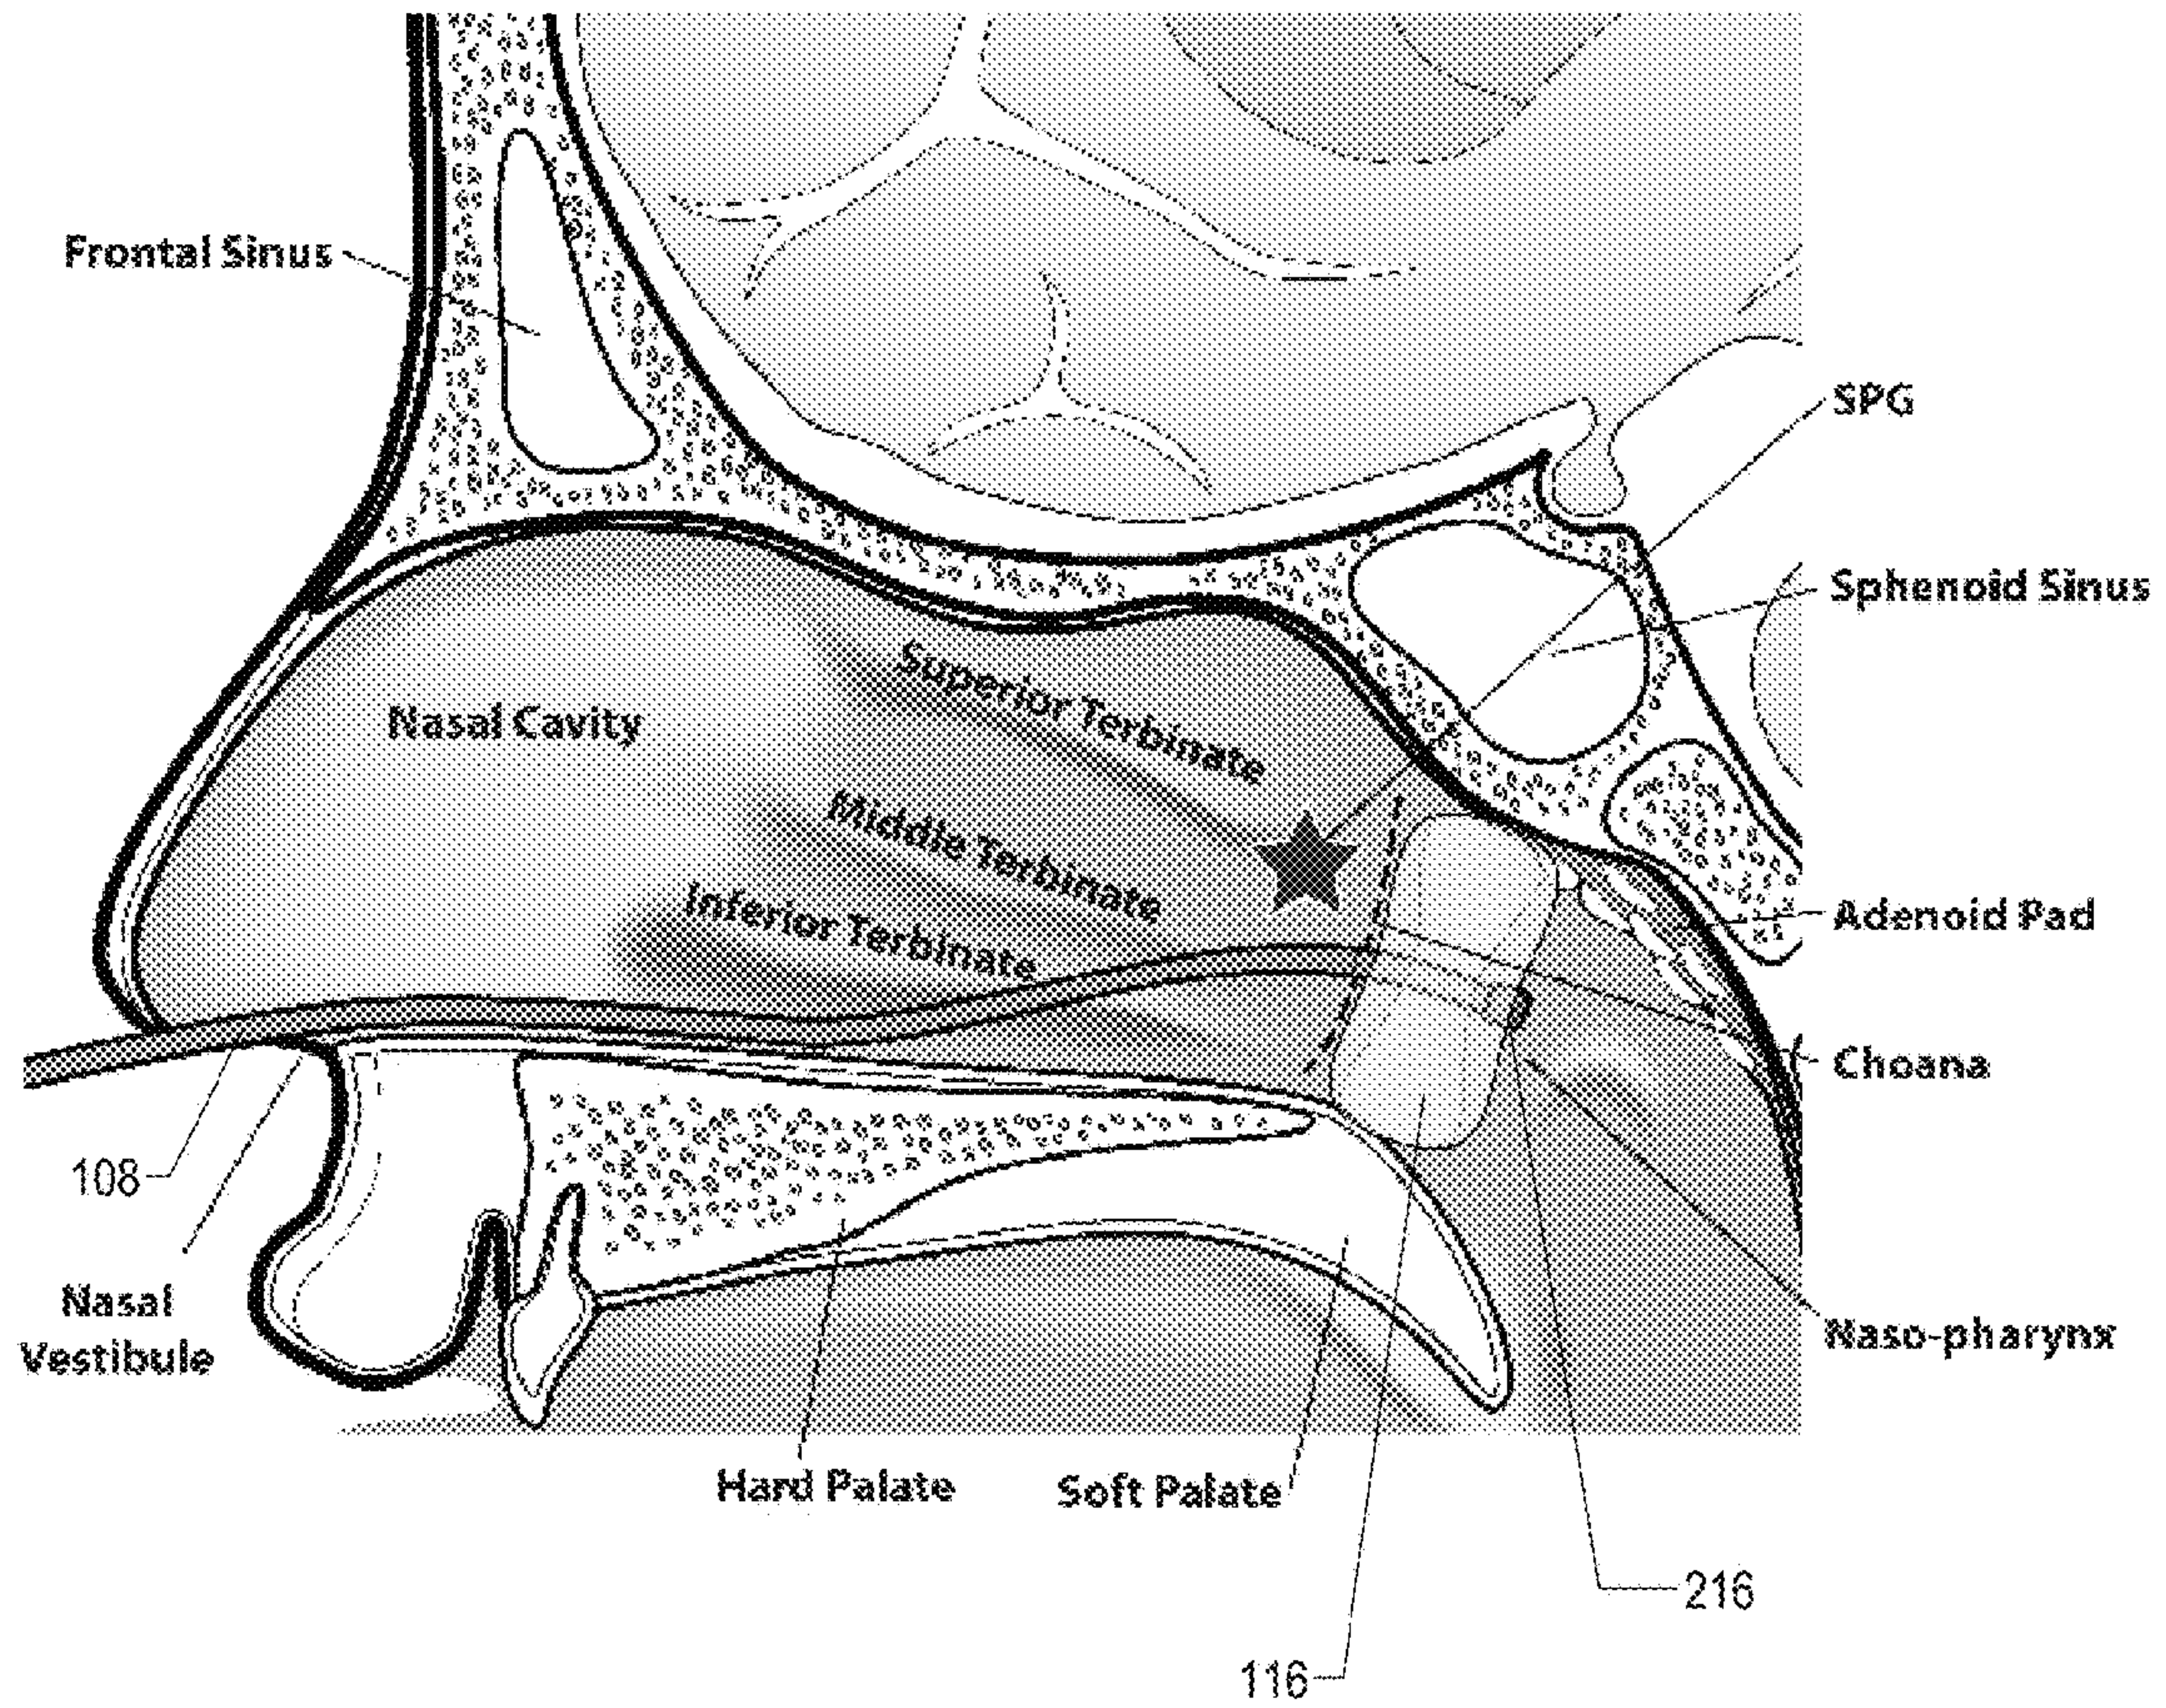 Frontal Sinus
SPG
Sphenoid Sinus
Superior Terbinate
Nasal Cavity
Middle Terbinate
Inferior Terbinate
Adenoid Pad
Choana
108
Nasal
Vestibule
Naso-pharynx
Hard Palate
Soft Palate
216
116